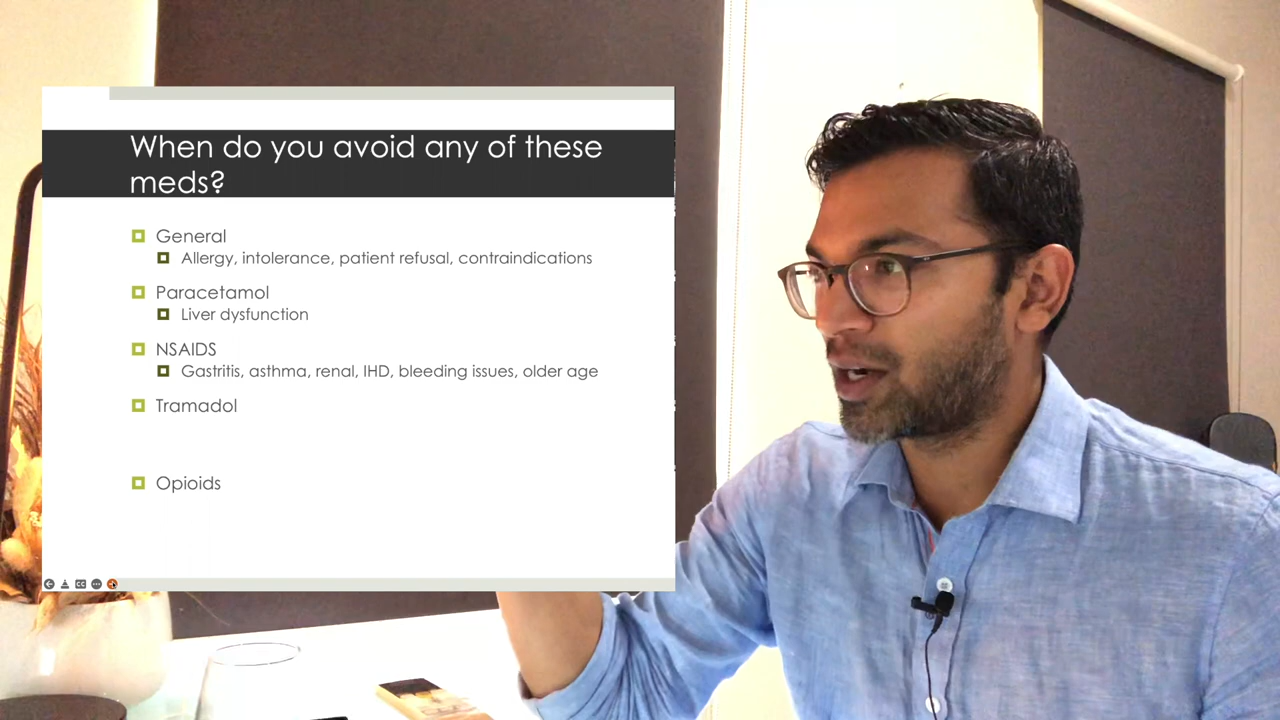 When do you avoid any of these
meds?
General
Allergy, intolerance, patient refusal, contraindications
Paracetamol
Liver dysfunction
NSAIDS
Gastritis, asthma, renal, IHD, bleeding issues, older age
Tramadol
Opioids